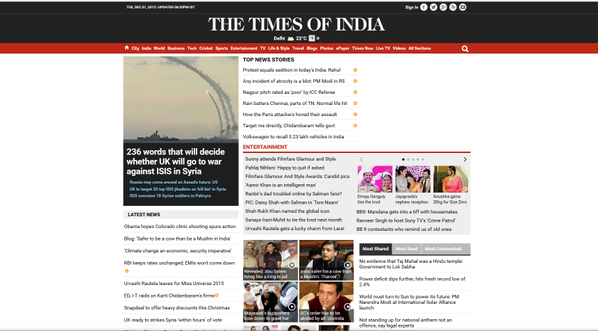 TUE, DEC 01, 2015 | UPDATED 06.05PM IST
Sign In
THE TIMES OF INDIA
Delhi 22°C
City India World Business Tech Cricket Sports Entertainment TV Life & Style Travel Blogs Photos ePaper Times Now Live TV Videos All Sections
236 words that will decide
whether UK will go to war
against ISIS in Syria
Russia may come around on Assad's future: US
UK to target 20 top ISIS jihadists on 'kill list' in Syria
ISIS executes 18 Syrian soldiers in Palmyra
LATEST NEWS
Obama hopes Colorado clinic shooting spurs action
Blog: 'Safer to be a cow than be a Muslim in India'
'Climate change an economic, security imperative'
RBI keeps rates unchanged; EMIs won't come down
Urvashi Rautela leaves for Miss Universe 2015
ED, I-T raids on Karti Chidambaram's firms
Snapdeal to offer heavy discounts this Christmas
UK ready to strike Syria 'within hours' of vote
TOP NEWS STORIES
Protest equals sedition in today's India: Rahul
Any incident of atrocity is a blot: PM Modi in RS
Nagpur pitch rated as 'poor' by ICC Referee
Rain batters Chennai, parts of TN; Normal life hit
How the Paris attackers honed their assault
Target me directly, Chidambaram tells govt
Volkswagen to recall 3.23 lakh vehicles in India
ENTERTAINMENT
Sunny attends Filmfare Glamour and Style
Pahlaj Nihlani: Happy to quit if asked
Filmfare Glamour And Style Awards: Candid pics
'Aamir Khan is an intelligent man'
Ranbir's dad troubled online by Salman fans?
PIC: Daisy Shah with Salman in 'Tere Naam'
Shah Rukh Khan named the global icon
Sanaya Irani-Mohit to tie the knot next month
Urvashi Rautela gets a lucky charm from Lara!
Dimpy Ganguly
ties the knot
Jayaprada's
nephew reception
Anushka gains
20kg for Size Zero
BB9: Mandana gets into a tiff with housemates
Ranveer Singh to host Sony TV's 'Crime Patrol'
BB 9 contestants who remind us of old ones
Revealed: Abu Salem
living like a king in jail
India safer for a cow than
a Muslim: Tharoor
Mayawati's supporters
bow down to greet her
SC's order has to be
abided by all: Govinda
Most Shared
Most Read
Most Commented
No evidence that Taj Mahal was a Hindu temple:
Government to Lok Sabha
Power deficit dips further; hits fresh record low of
2.4%
World must turn to Sun to power its future: PM
Narendra Modi at International Solar Alliance
launch
Not standing up for national anthem not an
offence, say legal experts